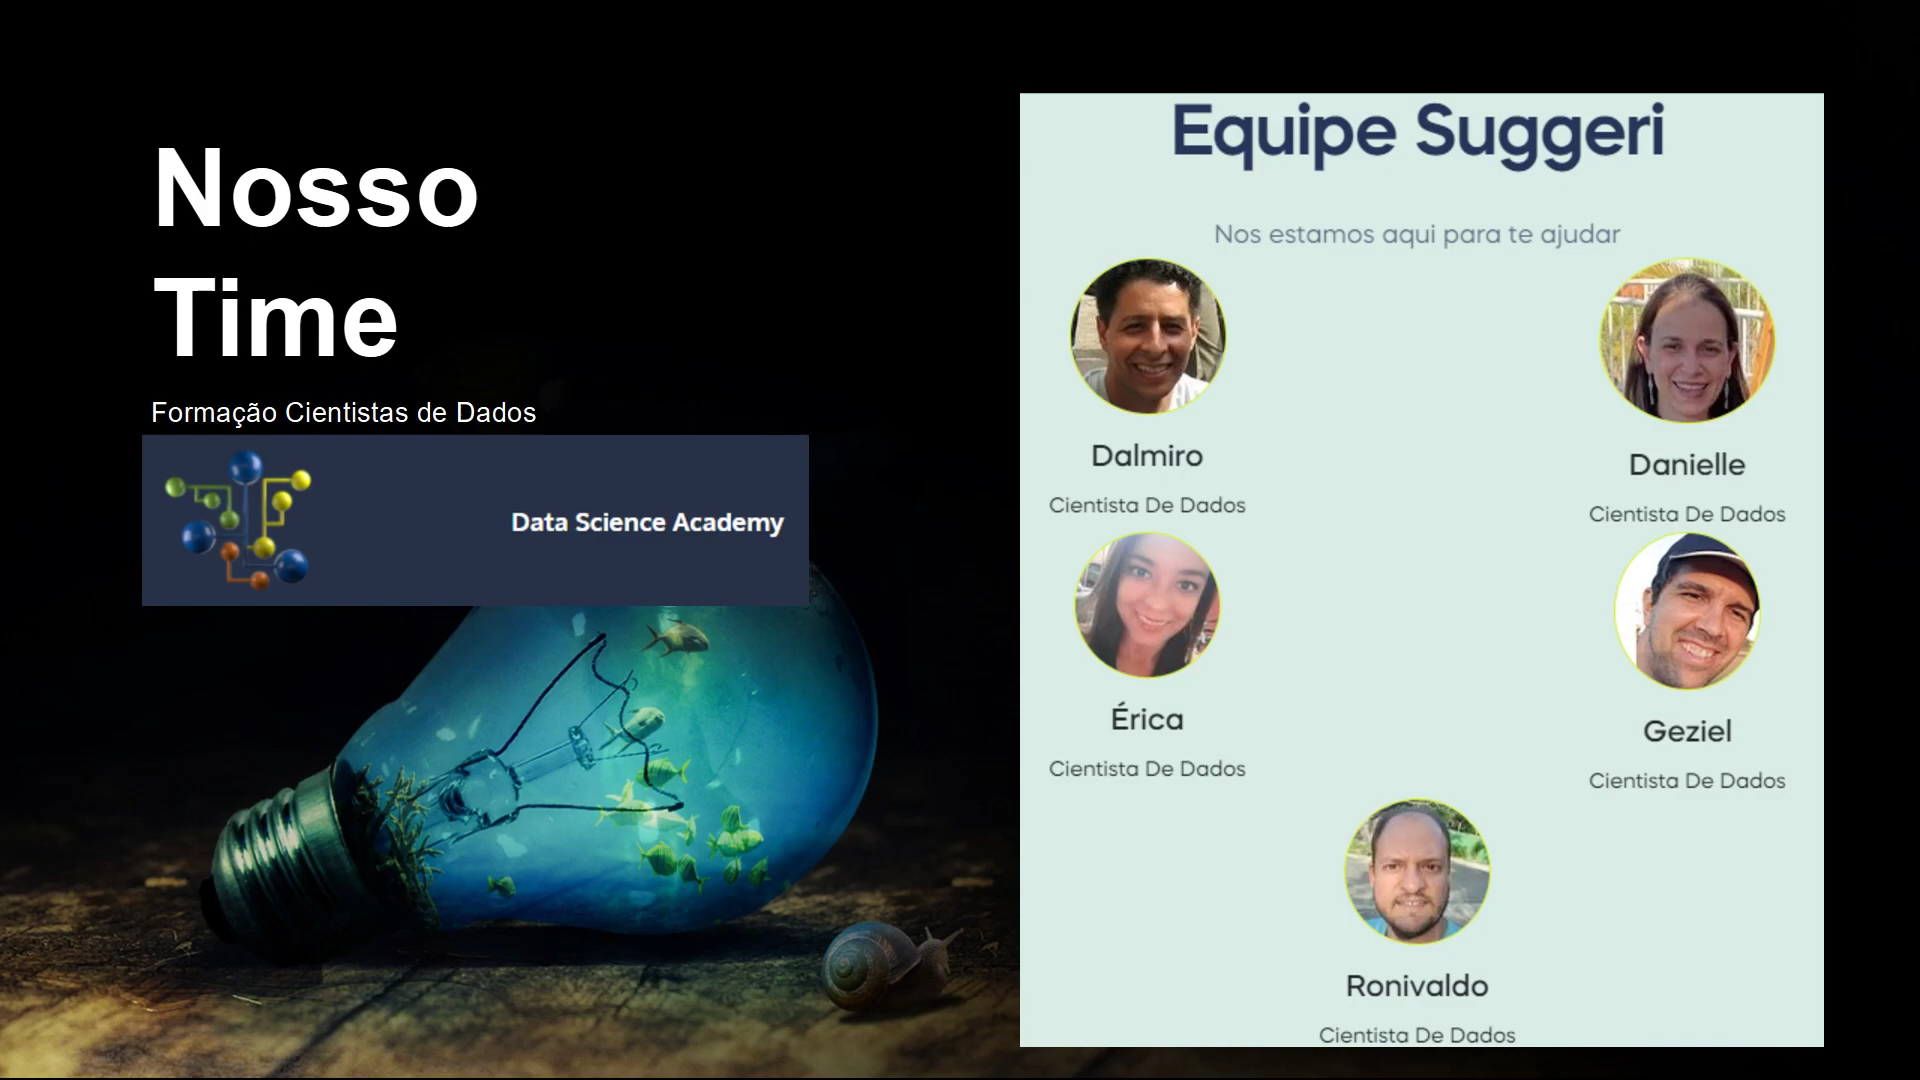 Nosso
Time
Formação Cientistas de Dados
Data Science Academy
Equipe Suggeri
Nos estamos aqui para te ajudar
Dalmiro
Cientista De Dados
Danielle
Cientista De Dados
Érica
Cientista De Dados
Geziel
Cientista De Dados
Ronivaldo
Cientista De Dados